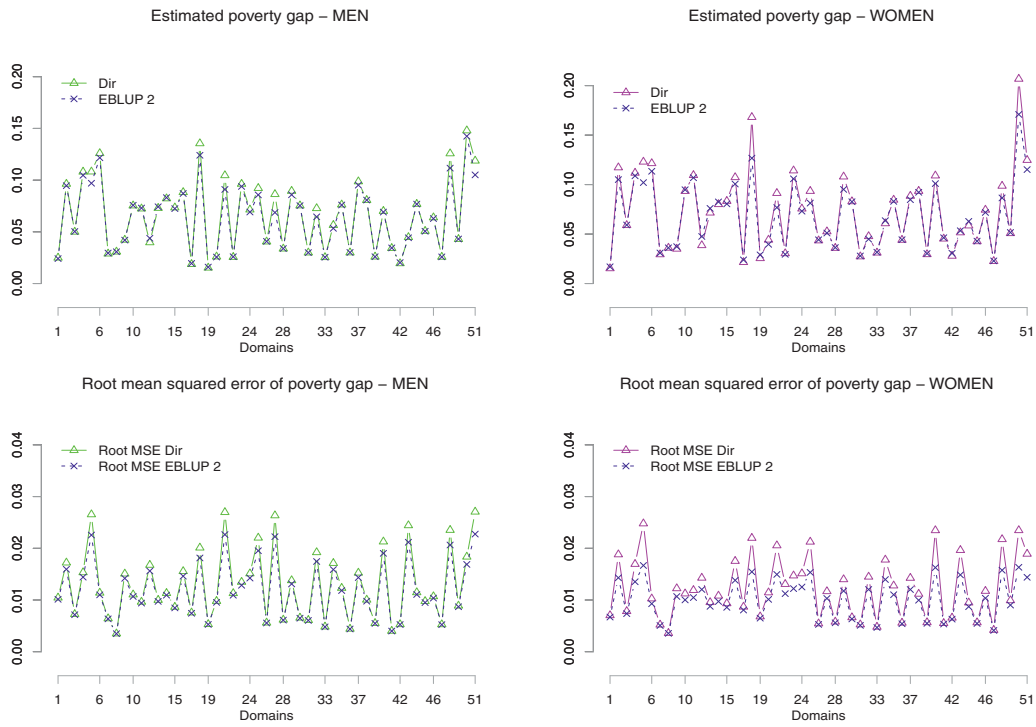 Estimated poverty gap – MEN
0.20
0.15
0.10
0.05
0.00
Dir
EBLUP 2
1 6 10 15 19 24 28 33 37 42 46 51
Domains
Estimated poverty gap – WOMEN
0.20
0.15
0.10
0.05
0.00
Dir
EBLUP 2
1 6 10 15 19 24 28 33 37 42 46 51
Domains
Root mean squared error of poverty gap – MEN
0.04
0.03
0.02
0.01
0.00
Root MSE Dir
Root MSE EBLUP 2
1 6 10 15 19 24 28 33 37 42 46 51
Domains
Root mean squared error of poverty gap – WOMEN
0.04
0.03
0.02
0.01
0.00
Root MSE Dir
Root MSE EBLUP 2
1 6 10 15 19 24 28 33 37 42 46 51
Domains